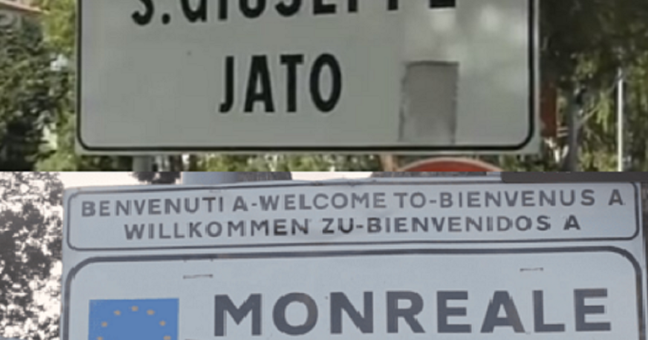 S.GIUSEPPE
JATO
BENVENUTI A-WELCOME TO-BIENVENUS A
WILLKOMMEN ZU-BIENVENIDOS A
MONREALE